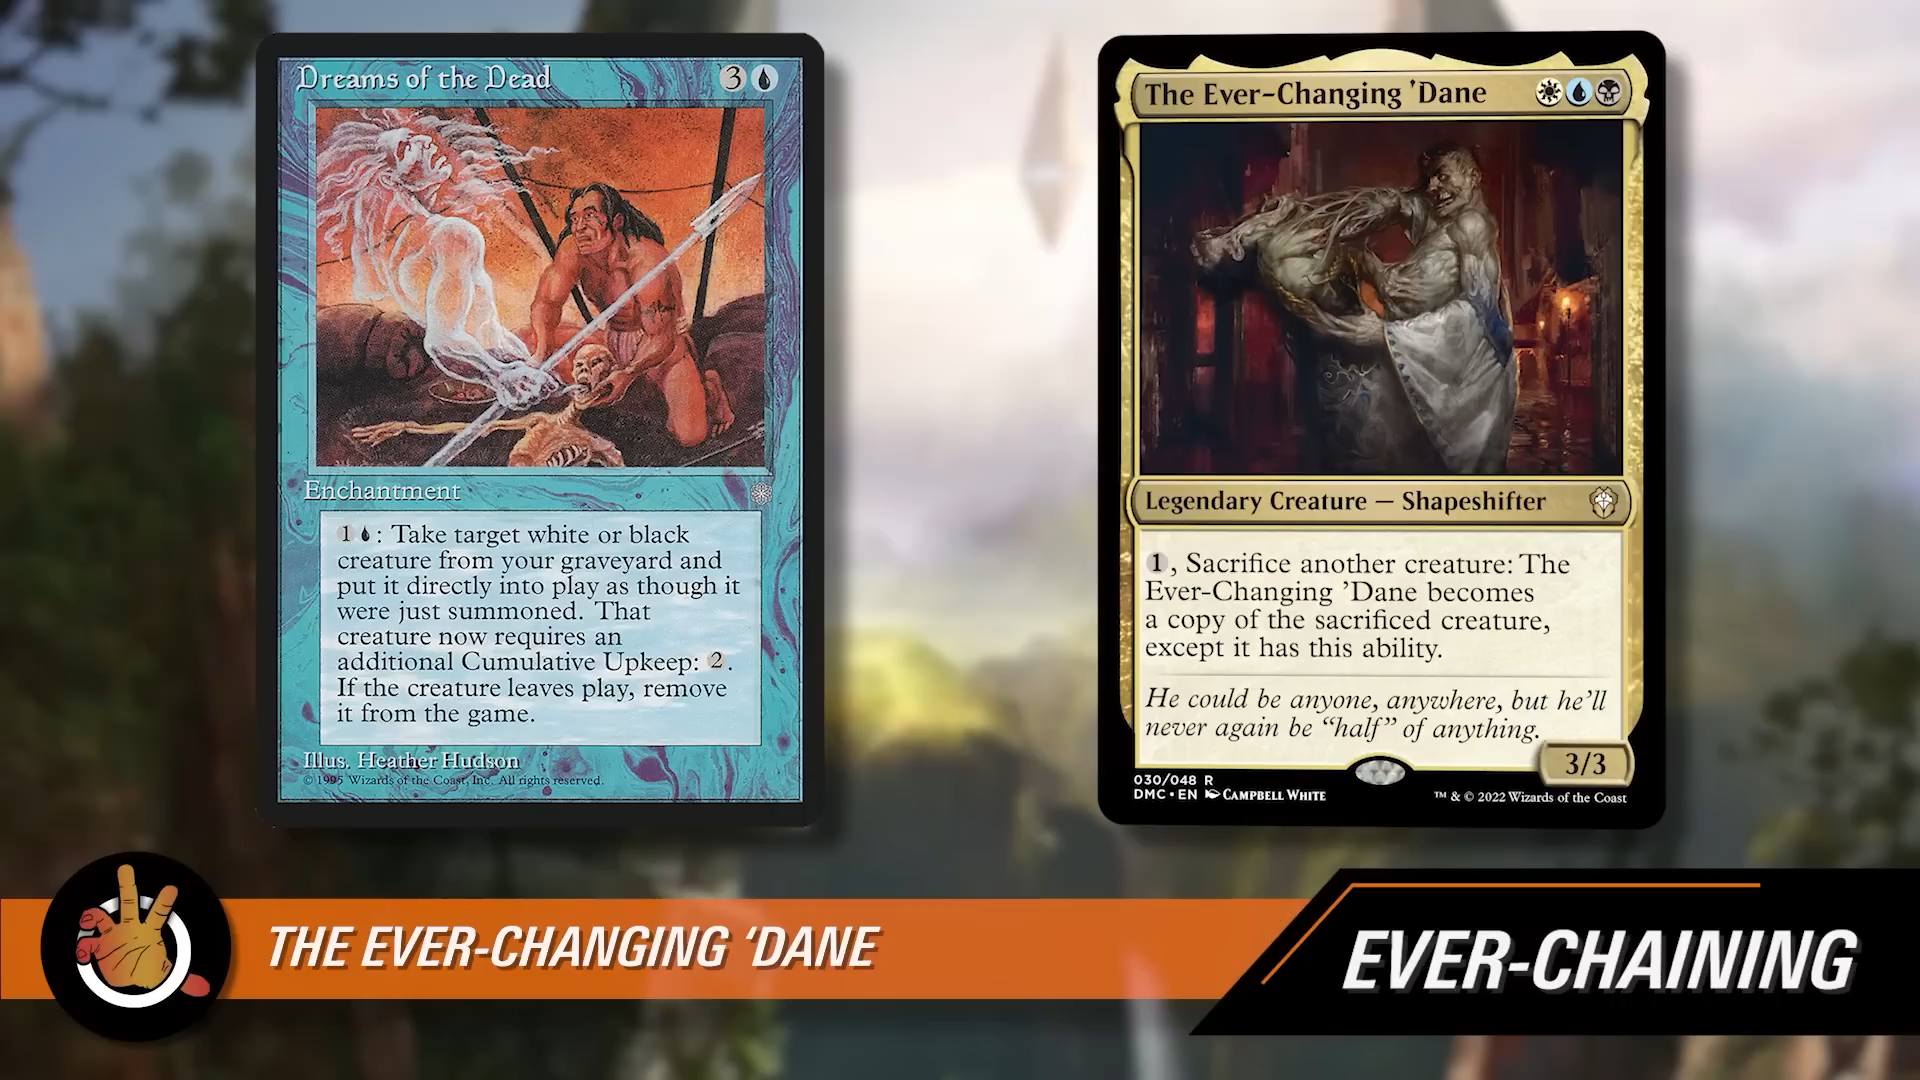 Dreams of the Dead
3
Enchantment
1 : Take target white or black
creature from your graveyard and
put it directly into play as though it
were just summoned. That
creature now requires an
additional Cumulative Upkeep: 2.
If the creature leaves play, remove
it from the game.
Illus. Heather Hudson
© 1995 Wizards of the Coast, Inc. All rights reserved.
The Ever-Changing 'Dane
Legendary Creature — Shapeshifter
1, Sacrifice another creature: The
Ever-Changing 'Dane becomes
a copy of the sacrificed creature,
except it has this ability.
He could be anyone, anywhere, but he'll
never again be “half” of anything.
3/3
030/048 R
DMC • EN CAMPBELL WHITE
™ & © 2022 Wizards of the Coast
THE EVER-CHANGING ‘DANE
EVER-CHAINING